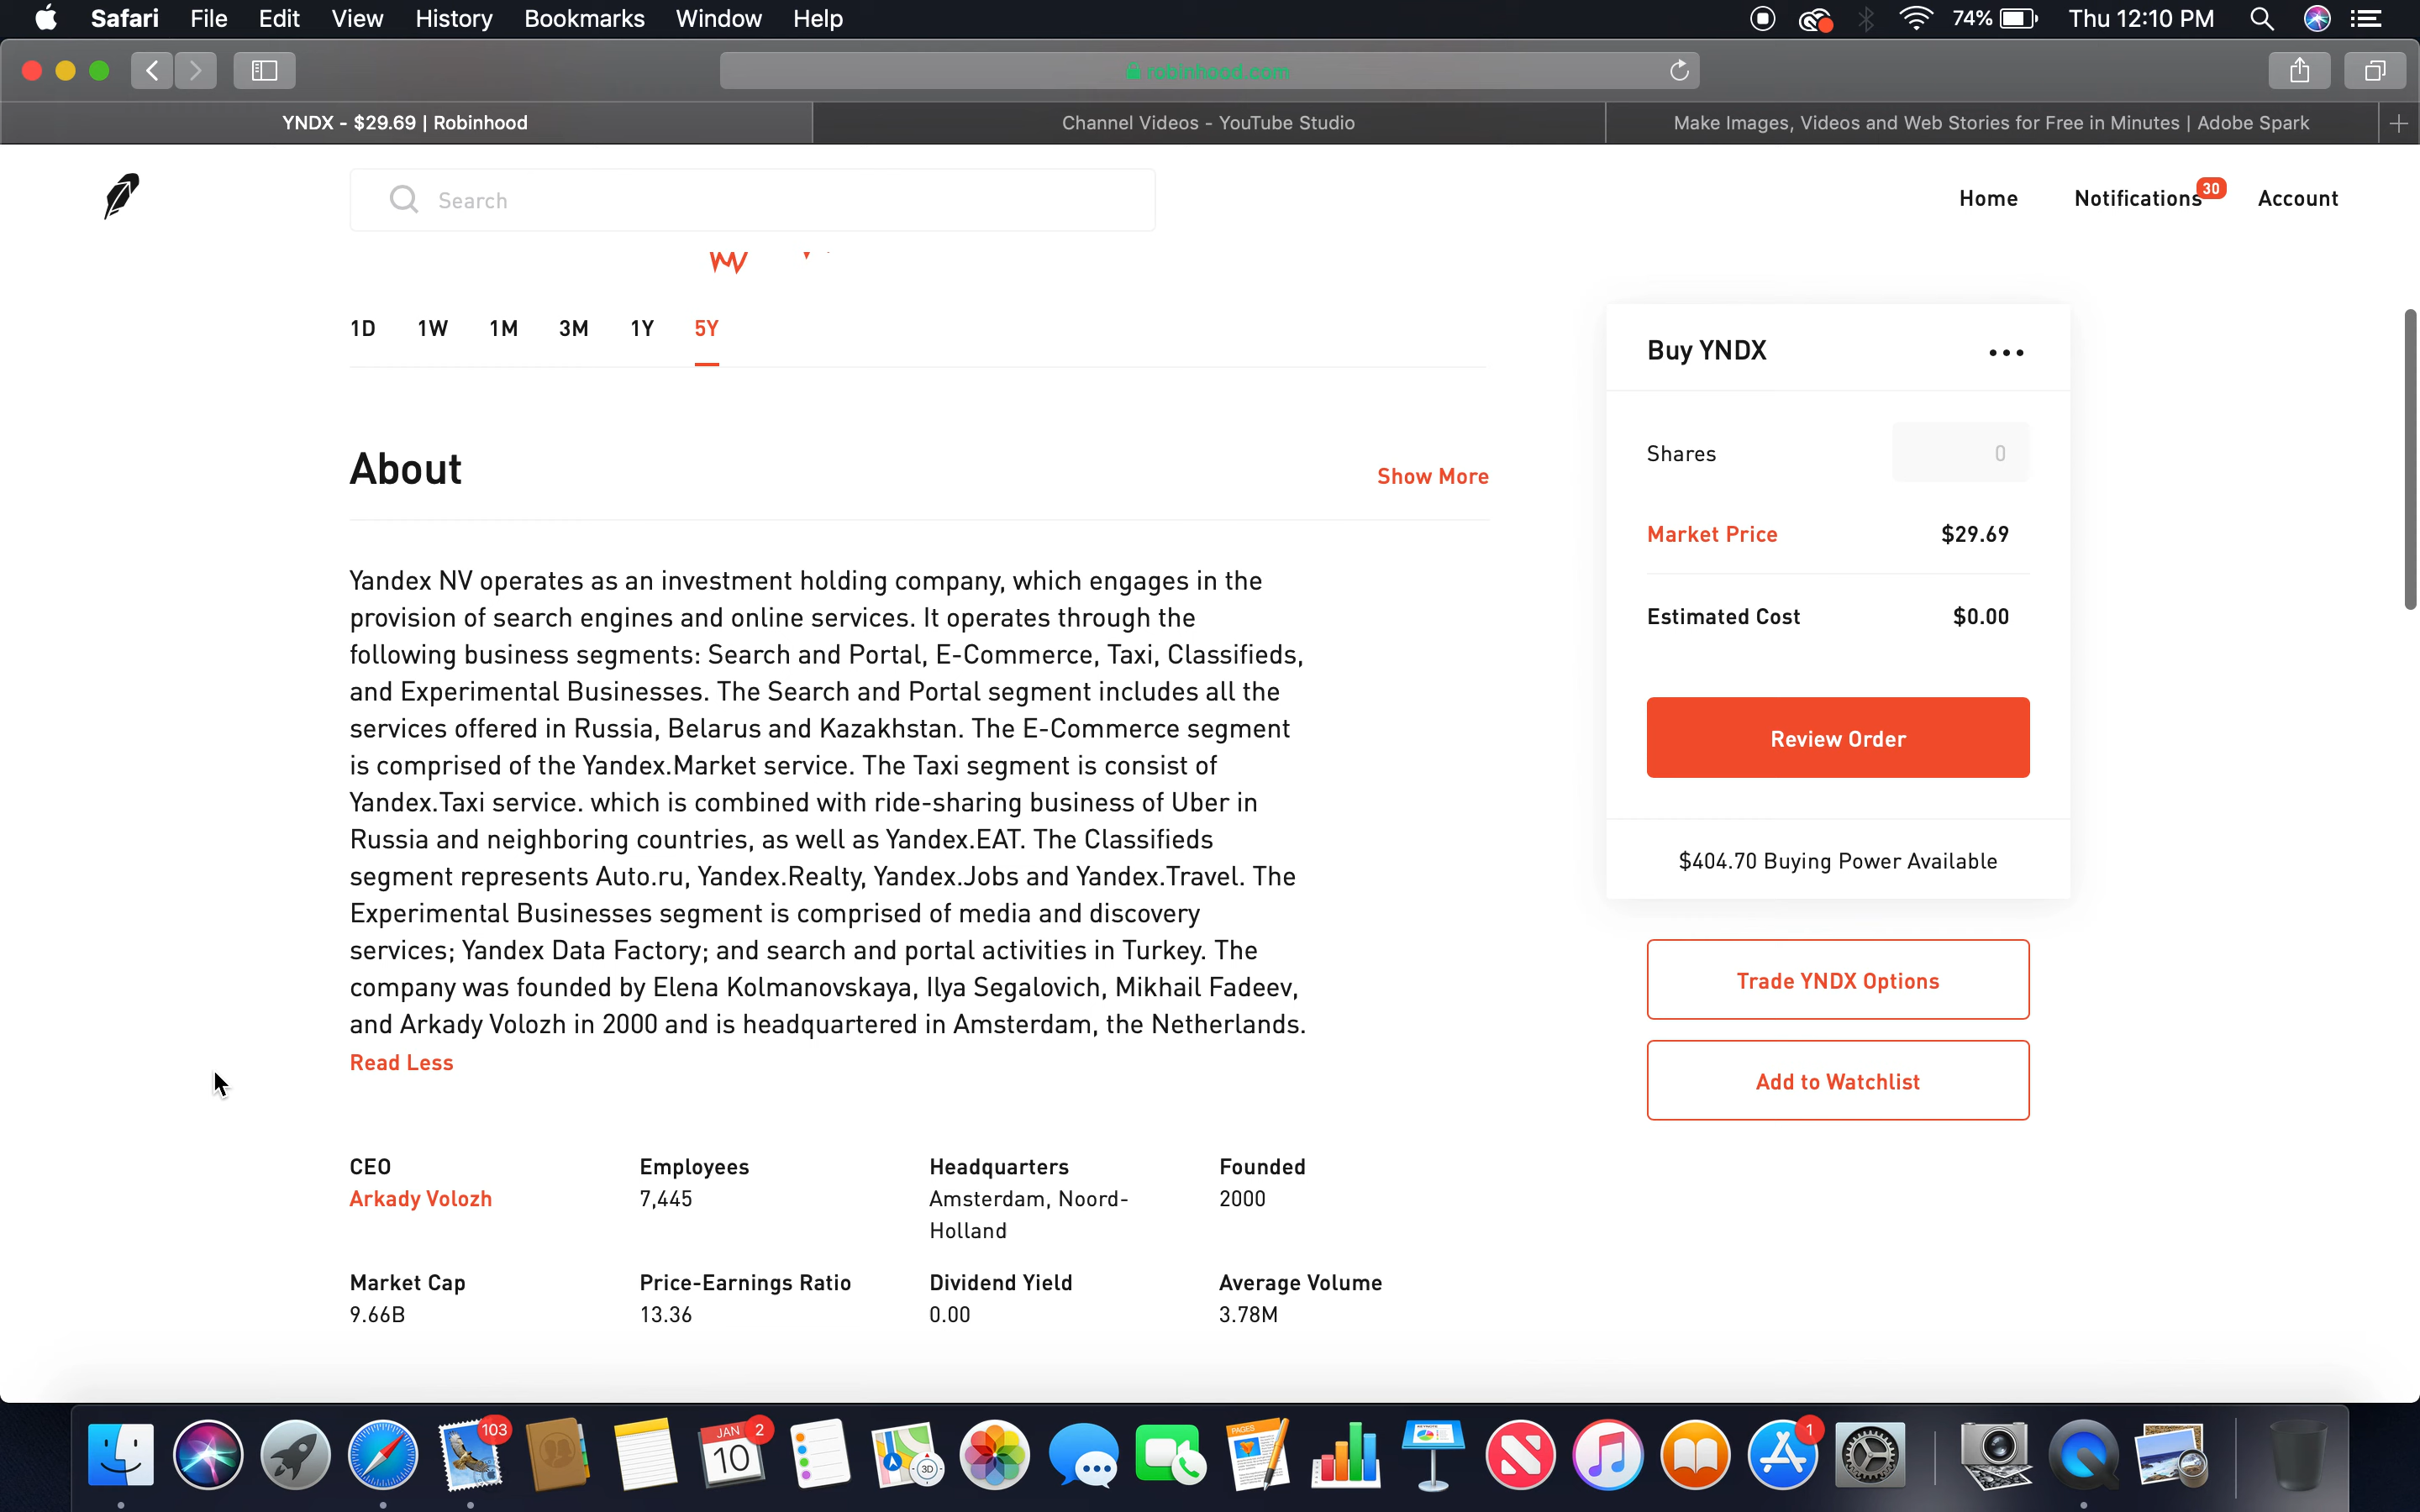 Safari File Edit View History Bookmarks Window Help 74% Thu 12:10 PM
robinhood.com
YNDX - $29.69 | Robinhood Channel Videos - YouTube Studio Make Images, Videos and Web Stories for Free in Minutes | Adobe Spark
Search Home Notifications 30 Account
1D 1W 1M 3M 1Y 5Y
About Show More
Yandex NV operates as an investment holding company, which engages in the
provision of search engines and online services. It operates through the
following business segments: Search and Portal, E-Commerce, Taxi, Classifieds,
and Experimental Businesses. The Search and Portal segment includes all the
services offered in Russia, Belarus and Kazakhstan. The E-Commerce segment
is comprised of the Yandex.Market service. The Taxi segment is consist of
Yandex.Taxi service. which is combined with ride-sharing business of Uber in
Russia and neighboring countries, as well as Yandex.EAT. The Classifieds
segment represents Auto.ru, Yandex.Realty, Yandex.Jobs and Yandex.Travel. The
Experimental Businesses segment is comprised of media and discovery
services; Yandex Data Factory; and search and portal activities in Turkey. The
company was founded by Elena Kolmanovskaya, Ilya Segalovich, Mikhail Fadeev,
and Arkady Volozh in 2000 and is headquartered in Amsterdam, the Netherlands.
Read Less
CEO Employees Headquarters Founded
Arkady Volozh 7,445 Amsterdam, Noord- 2000
Holland
Market Cap Price-Earnings Ratio Dividend Yield Average Volume
9.66B 13.36 0.00 3.78M
Buy YNDX
Shares 0
Market Price $29.69
Estimated Cost $0.00
Review Order
$404.70 Buying Power Available
Trade YNDX Options
Add to Watchlist
103 JAN 10 2 3D PAGES 1